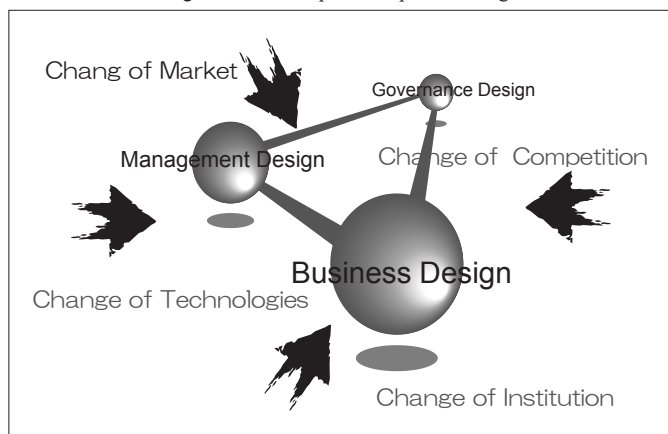 Chang of Market
Governance Design
Management Design
Change of Competition
Business Design
Change of Technologies
Change of Institution